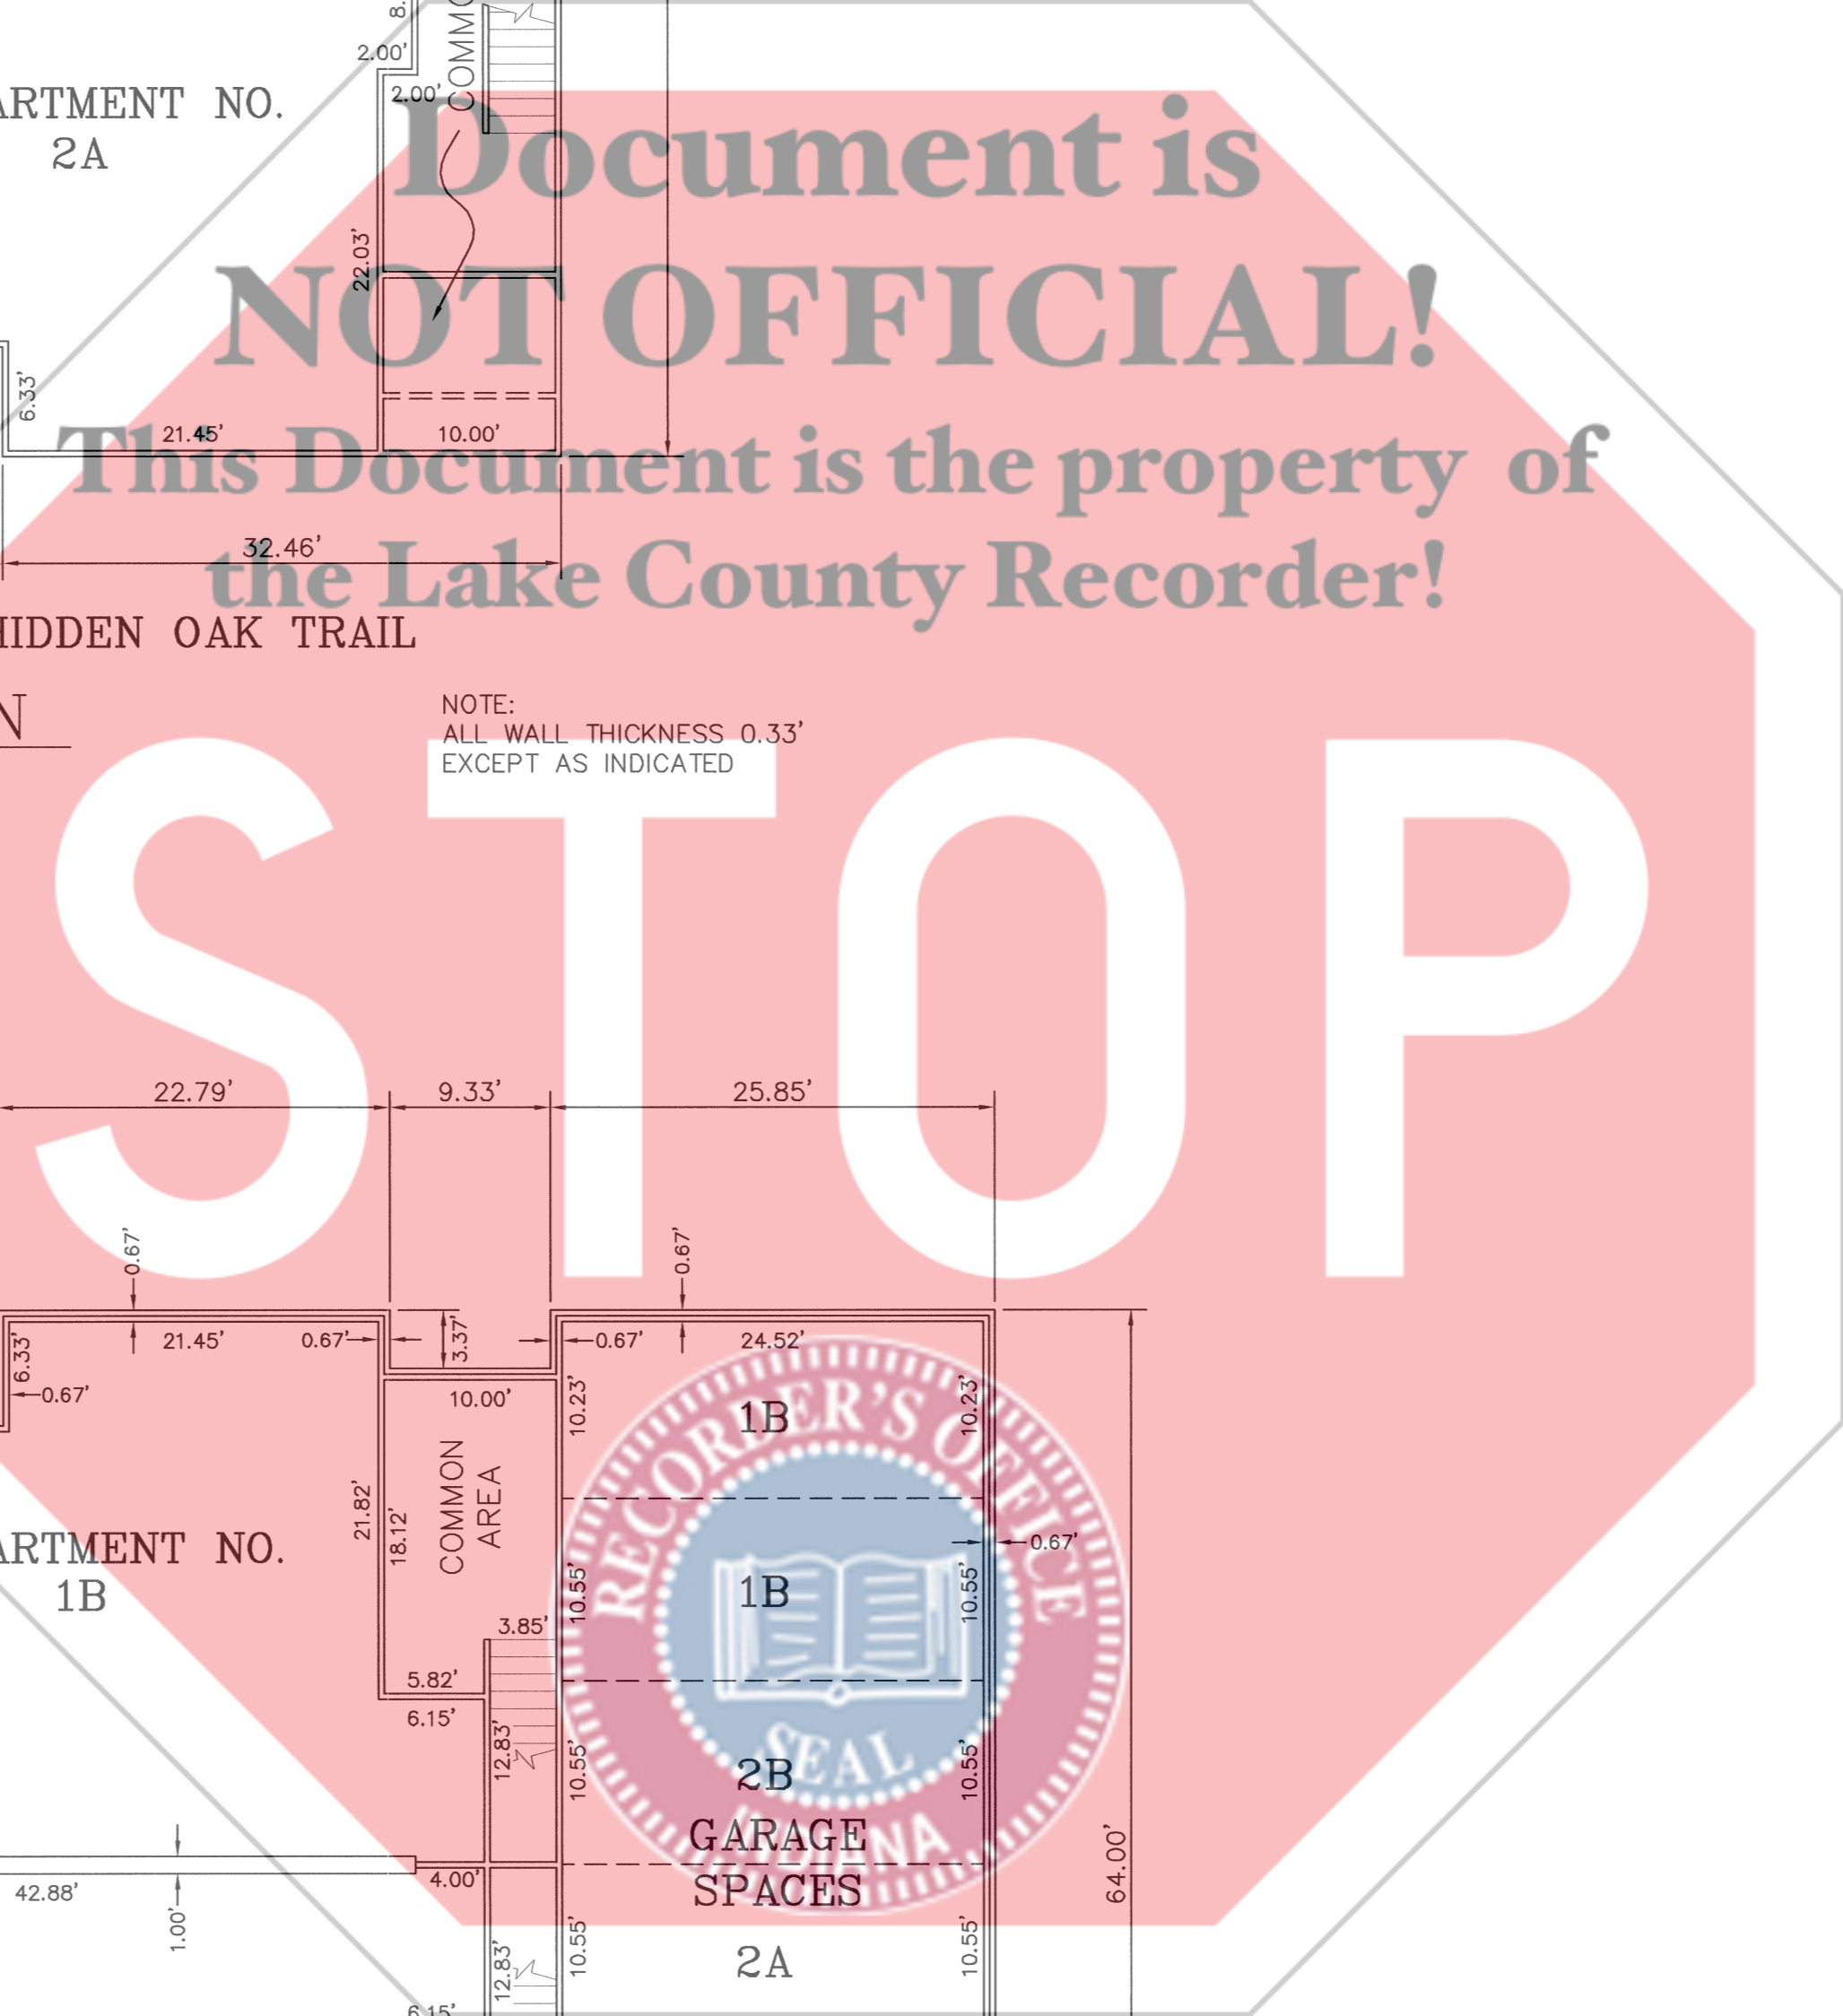 8.
2.00'
COMMO
2.00'
ARTMENT NO.
2A
Document is
22.03'
NOT OFFICIAL!
6.33'
21.45'
10.00'
This Document is the property of
32.46'
the Lake County Recorder!
HIDDEN OAK TRAIL
N
NOTE:
ALL WALL THICKNESS 0.33'
EXCEPT AS INDICATED
STOP
22.79'
9.33'
25.85'
0.67'
0.67'
6.33'
21.45'
0.67'
3.37'
0.67'
24.52'
0.67'
10.00'
10.23'
1B
10.23'
RECORDER'S OFFICE
COMMON
AREA
21.82'
18.12'
0.67'
ARTMENT NO.
1B
10.55'
1B
10.55'
3.85'
5.82'
6.15'
12.83'
10.55'
2B
10.55'
SEAL
INDIANA
GARAGE
SPACES
64.00'
42.88'
1.00'
4.00'
12.83'
10.55'
2A
10.55'
6.15'